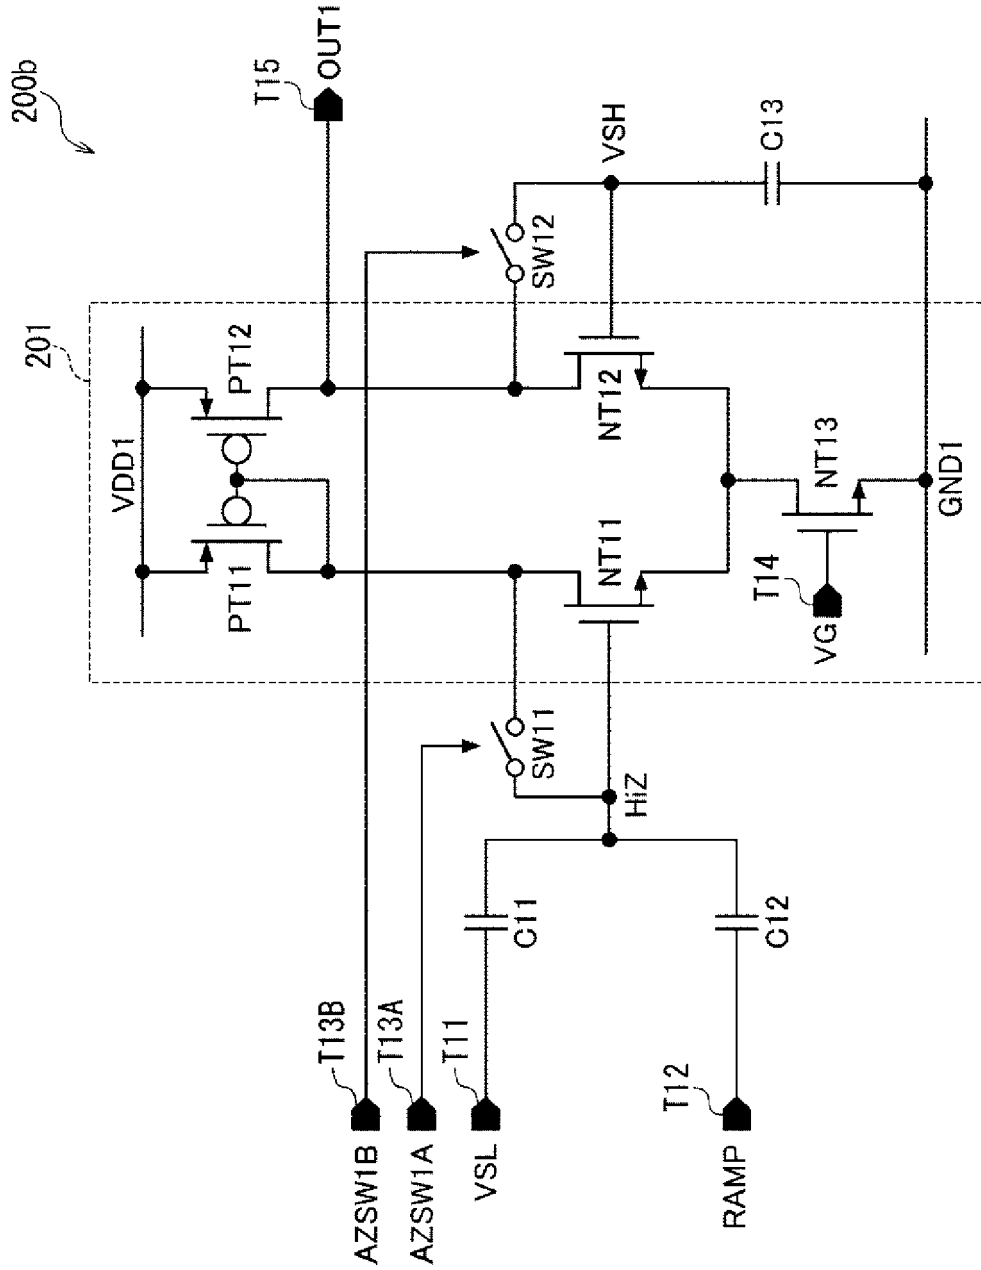 200b
201
VDD1
PT11
PT12
T15
OUT1
T13B
AZSW1B
T13A
AZSW1A
T11
VSL
C11
SW11
SW12
HiZ
NT11
NT12
VSH
C13
T12
RAMP
C12
T14
VG
NT13
GND1